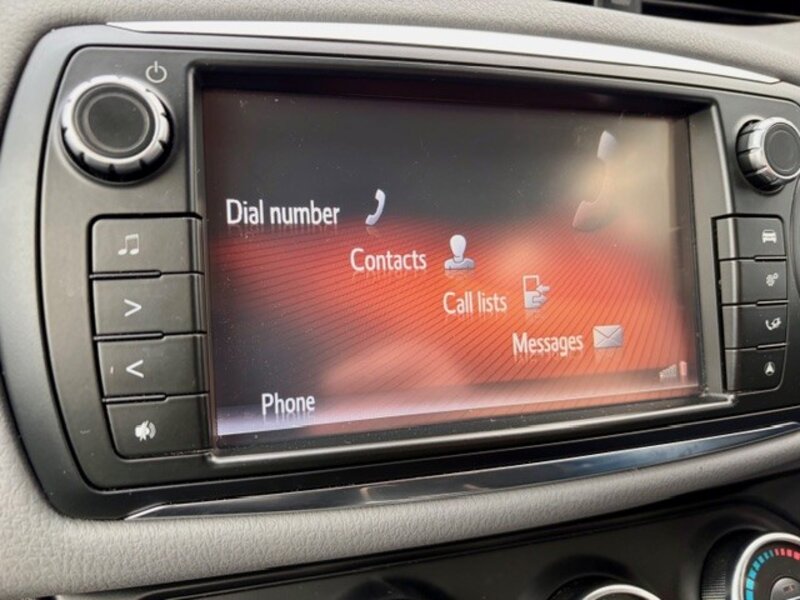 Dial number
Contacts
Call lists
Messages
Phone